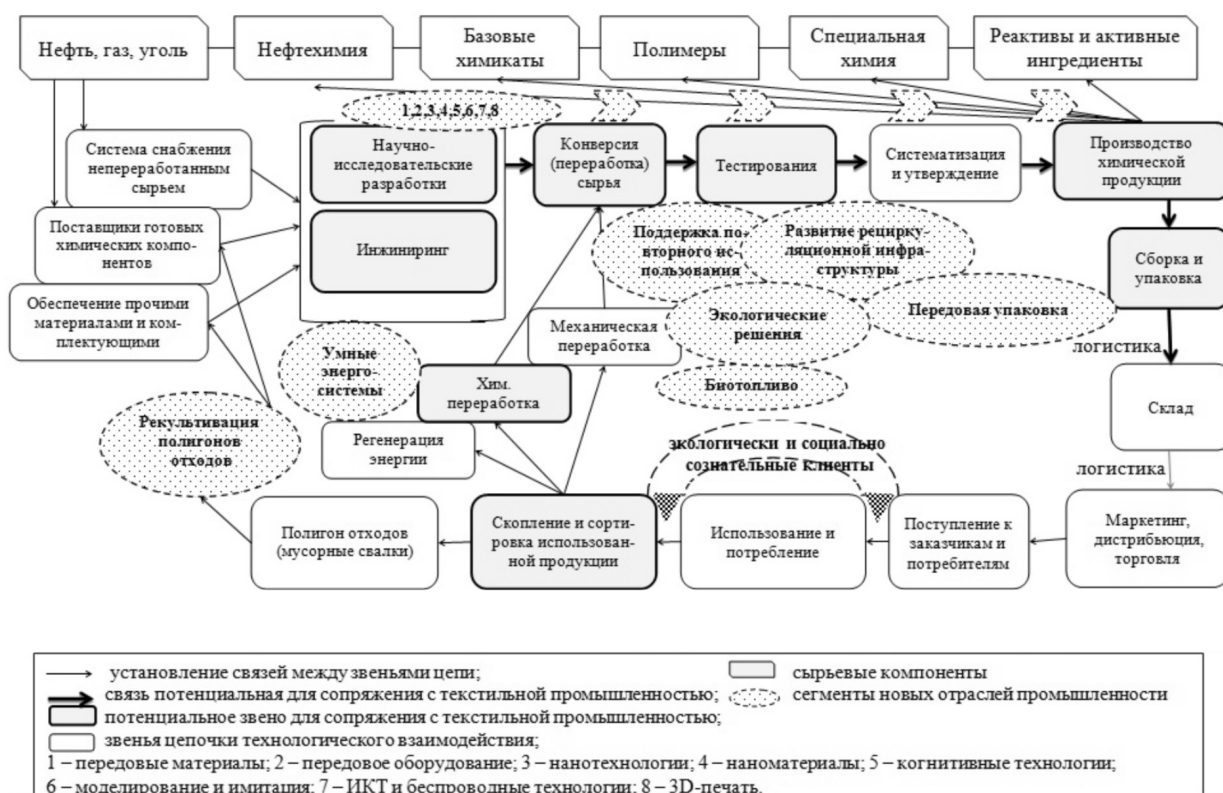 Нефть, газ, уголь
Нефтехимия
Базовые
химикаты
Полимеры
Специальная
химия
Реактивы и активные
ингредиенты
1,2,3,4,5,6,7,8
Система снабжения
непереработанным
сырьем
Научно-
исследовательские
разработки
Конверсия
(переработка)
сырья
Тестирования
Систематизация
и утверждение
Производство
химической
продукции
Поставщики готовых
химических компо-
нентов
Инжиниринг
Поддержка по-
вторного ис-
пользования
Развитие рецирку-
ляционной инфра-
структуры
Сборка и
упаковка
Обеспечение прочими
материалами и ком-
плектующими
Механическая
переработка
Экологические
решения
Передовая упаковка
логистика
Умные
энерго-
системы
Хим.
переработка
Биотопливо
Склад
Рекультивация
полигонов
отходов
Регенерация
энергии
экологически и социально
сознательные клиенты
логистика
Полигон отходов
(мусорные свалки)
Скопление и сорти-
ровка использован-
ной продукции
Использование и
потребление
Поступление к
заказчикам и
потребителям
Маркетинг,
дистрибьюция,
торговля
установление связей между звеньями цепи;
сырьевые компоненты
связь потенциальная для сопряжения с текстильной промышленностью;
сегменты новых отраслей промышленности
потенциальное звено для сопряжения с текстильной промышленностью;
звенья цепочки технологического взаимодействия;
1 – передовые материалы; 2 – передовое оборудование; 3 – нанотехнологии; 4 – наноматериалы; 5 – когнитивные технологии;
6 – моделирование и имитация; 7 – ИКТ и беспроводные технологии; 8 – 3D-печать.